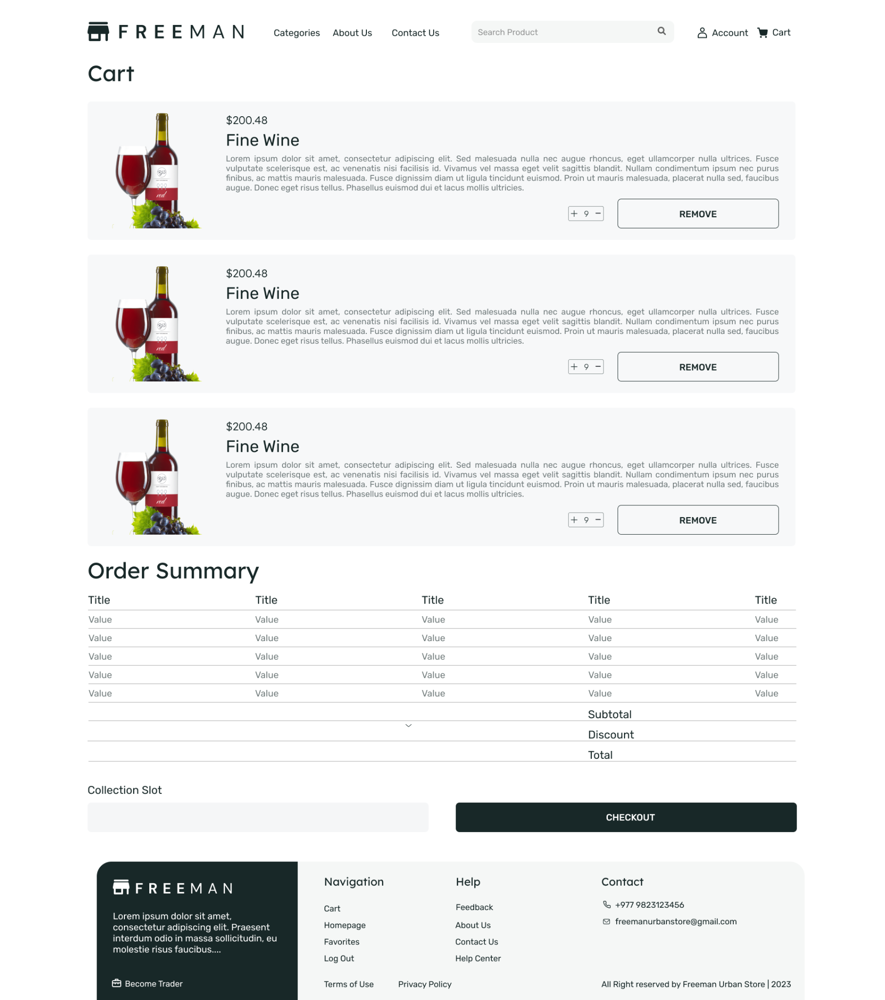 FREEMAN Categories About Us Contact Us Search Product Account Cart
Cart
$200.48
Fine Wine
Lorem ipsum dolor sit amet, consectetur adipiscing elit. Sed malesuada nulla nec augue rhoncus, eget ullamcorper nulla ultrices. Fusce
vulputate scelerisque est, ac venenatis nisi facilisis id. Vivamus vel massa eget velit sagittis blandit. Nullam condimentum ipsum nec purus
finibus, ac mattis mauris malesuada. Fusce dignissim diam ut ligula tincidunt euismod. Proin ut mauris malesuada, placerat nulla sed, faucibus
augue. Donec eget risus tellus. Phasellus euismod dui et lacus mollis ultricies.
red
+ 9 − REMOVE
$200.48
Fine Wine
Lorem ipsum dolor sit amet, consectetur adipiscing elit. Sed malesuada nulla nec augue rhoncus, eget ullamcorper nulla ultrices. Fusce
vulputate scelerisque est, ac venenatis nisi facilisis id. Vivamus vel massa eget velit sagittis blandit. Nullam condimentum ipsum nec purus
finibus, ac mattis mauris malesuada. Fusce dignissim diam ut ligula tincidunt euismod. Proin ut mauris malesuada, placerat nulla sed, faucibus
augue. Donec eget risus tellus. Phasellus euismod dui et lacus mollis ultricies.
red
+ 9 − REMOVE
$200.48
Fine Wine
Lorem ipsum dolor sit amet, consectetur adipiscing elit. Sed malesuada nulla nec augue rhoncus, eget ullamcorper nulla ultrices. Fusce
vulputate scelerisque est, ac venenatis nisi facilisis id. Vivamus vel massa eget velit sagittis blandit. Nullam condimentum ipsum nec purus
finibus, ac mattis mauris malesuada. Fusce dignissim diam ut ligula tincidunt euismod. Proin ut mauris malesuada, placerat nulla sed, faucibus
augue. Donec eget risus tellus. Phasellus euismod dui et lacus mollis ultricies.
red
+ 9 − REMOVE
Order Summary
Title Title Title Title Title
Value Value Value Value Value
Value Value Value Value Value
Value Value Value Value Value
Value Value Value Value Value
Value Value Value Value Value
Subtotal
Discount
Total
Collection Slot
CHECKOUT
FREEMAN
Lorem ipsum dolor sit amet,
consectetur adipiscing elit. Praesent
interdum odio in massa sollicitudin, eu
molestie risus faucibus....
Become Trader
Navigation
Cart
Homepage
Favorites
Log Out
Help
Feedback
About Us
Contact Us
Help Center
Contact
+977 9823123456
freemanurbanstore@gmail.com
Terms of Use Privacy Policy All Right reserved by Freeman Urban Store | 2023